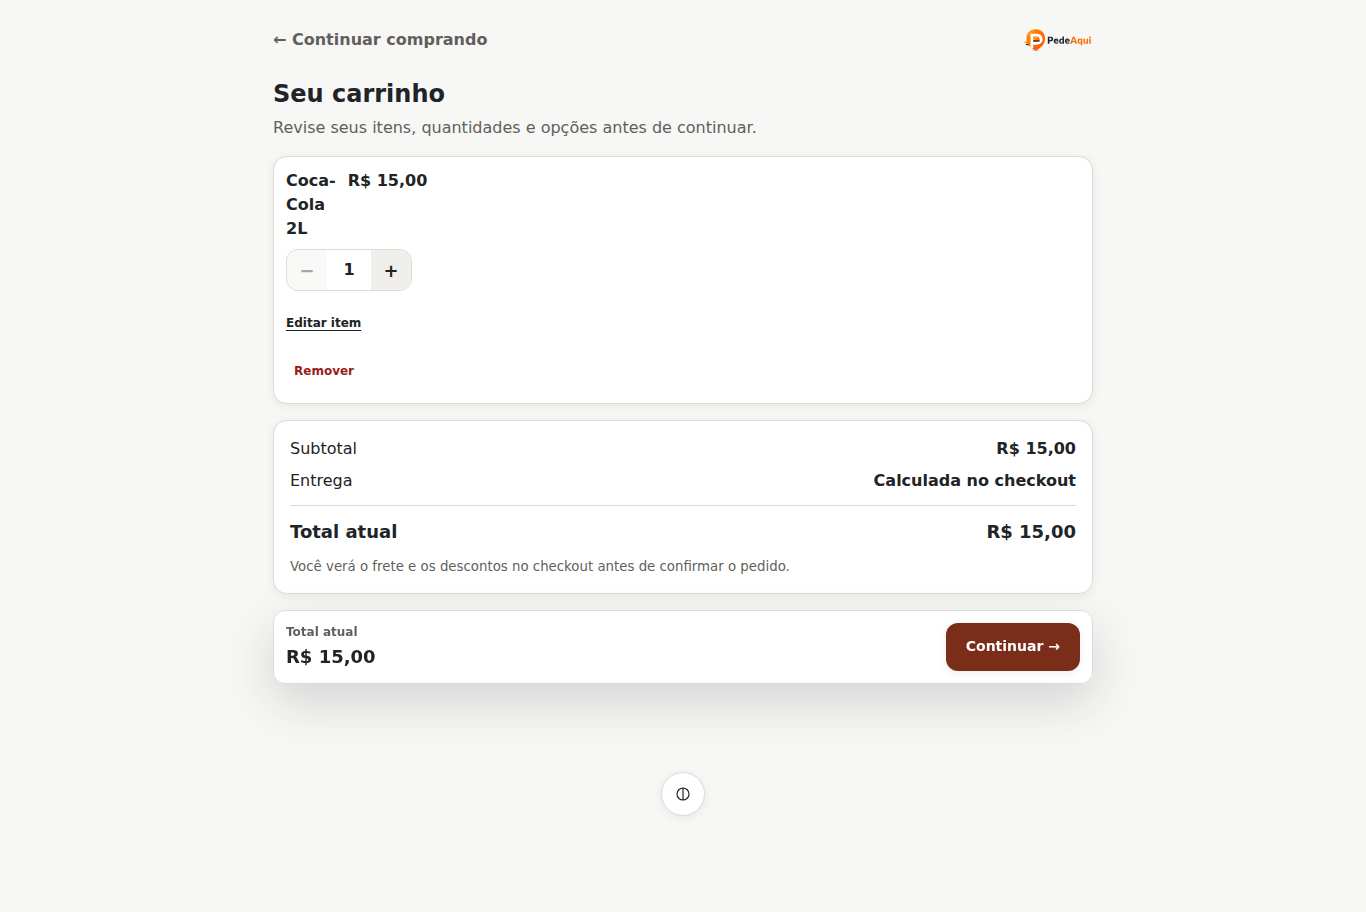 ← Continuar comprando
PedeAqui
Seu carrinho
Revise seus itens, quantidades e opções antes de continuar.
Coca- R$ 15,00
Cola
2L
− 1 +
Editar item
Remover
Subtotal R$ 15,00
Entrega Calculada no checkout
Total atual R$ 15,00
Você verá o frete e os descontos no checkout antes de confirmar o pedido.
Total atual
R$ 15,00
Continuar →